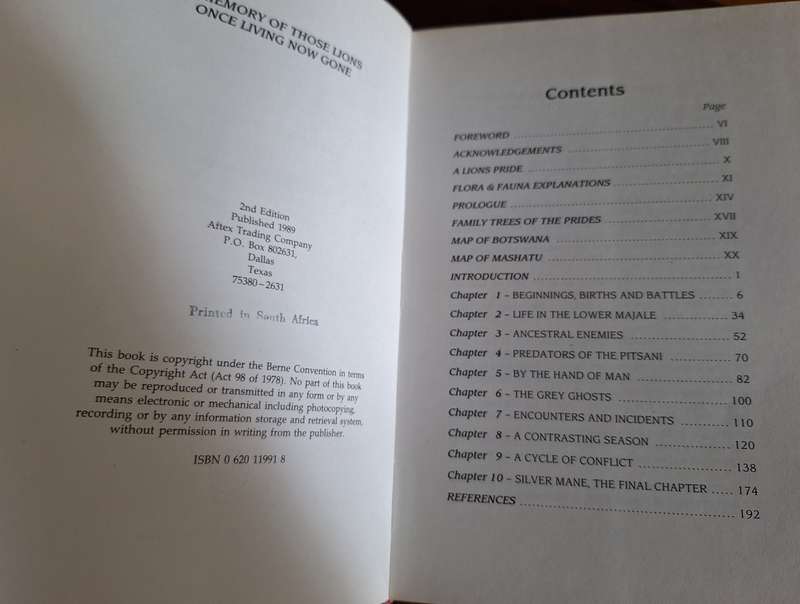 MEMORY OF THOSE LIONS
ONCE LIVING NOW GONE
2nd Edition
Published 1989
Aftex Trading Company
P.O. Box 802631,
Dallas
Texas
75380–2631
Printed in South Africa
This book is copyright under the Berne Convention in terms
of the Copyright Act (Act 98 of 1978). No part of this book
may be reproduced or transmitted in any form or by any
means electronic or mechanical including photocopying,
recording or by any information storage and retrieval system,
without permission in writing from the publisher.
ISBN 0 620 11991 8
Contents
Page
FOREWORD ........ VI
ACKNOWLEDGEMENTS ........ VIII
A LIONS PRIDE ........ X
FLORA & FAUNA EXPLANATIONS ........ XI
PROLOGUE ........ XIV
FAMILY TREES OF THE PRIDES ........ XVII
MAP OF BOTSWANA ........ XIX
MAP OF MASHATU ........ XX
INTRODUCTION ........ 1
Chapter 1 – BEGINNINGS, BIRTHS AND BATTLES ........ 6
Chapter 2 – LIFE IN THE LOWER MAJALE ........ 34
Chapter 3 – ANCESTRAL ENEMIES ........ 52
Chapter 4 – PREDATORS OF THE PITSANI ........ 70
Chapter 5 – BY THE HAND OF MAN ........ 82
Chapter 6 – THE GREY GHOSTS ........ 100
Chapter 7 – ENCOUNTERS AND INCIDENTS ........ 110
Chapter 8 – A CONTRASTING SEASON ........ 120
Chapter 9 – A CYCLE OF CONFLICT ........ 138
Chapter 10 – SILVER MANE, THE FINAL CHAPTER ..... 174
REFERENCES ........ 192